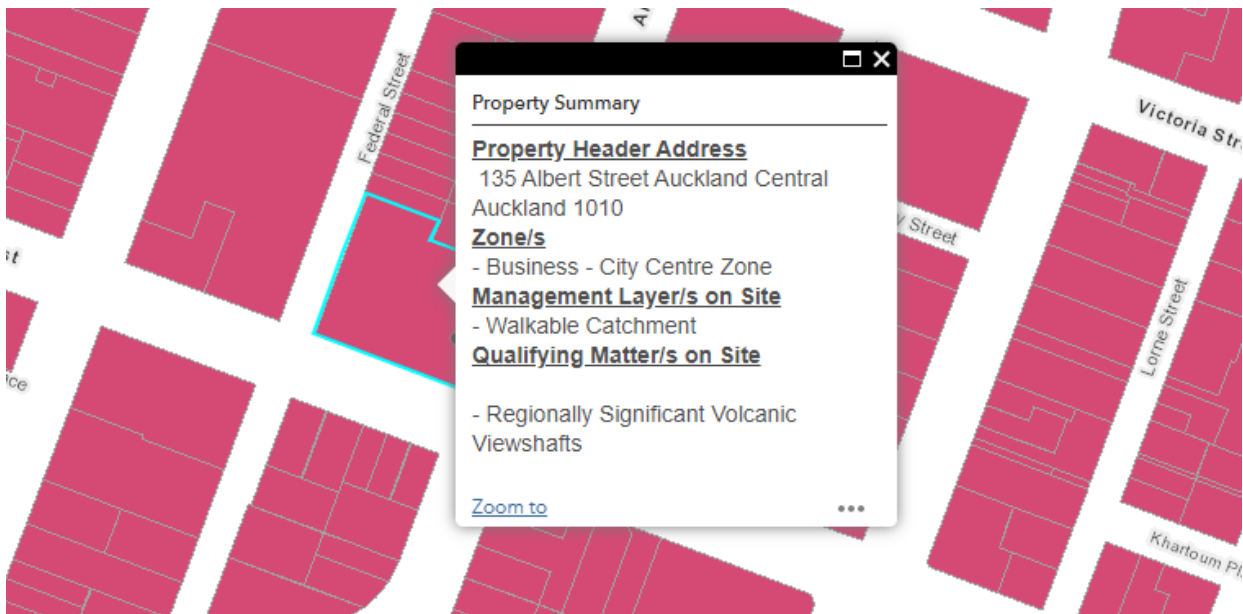 Federal Street
Property Summary
Property Header Address
135 Albert Street Auckland Central
Auckland 1010
Zone/s
- Business - City Centre Zone
Management Layer/s on Site
- Walkable Catchment
Qualifying Matter/s on Site
- Regionally Significant Volcanic
Viewshafts
Zoom to
Victoria Str
y Street
Lorne Street
Khartoum Pl
st
ice